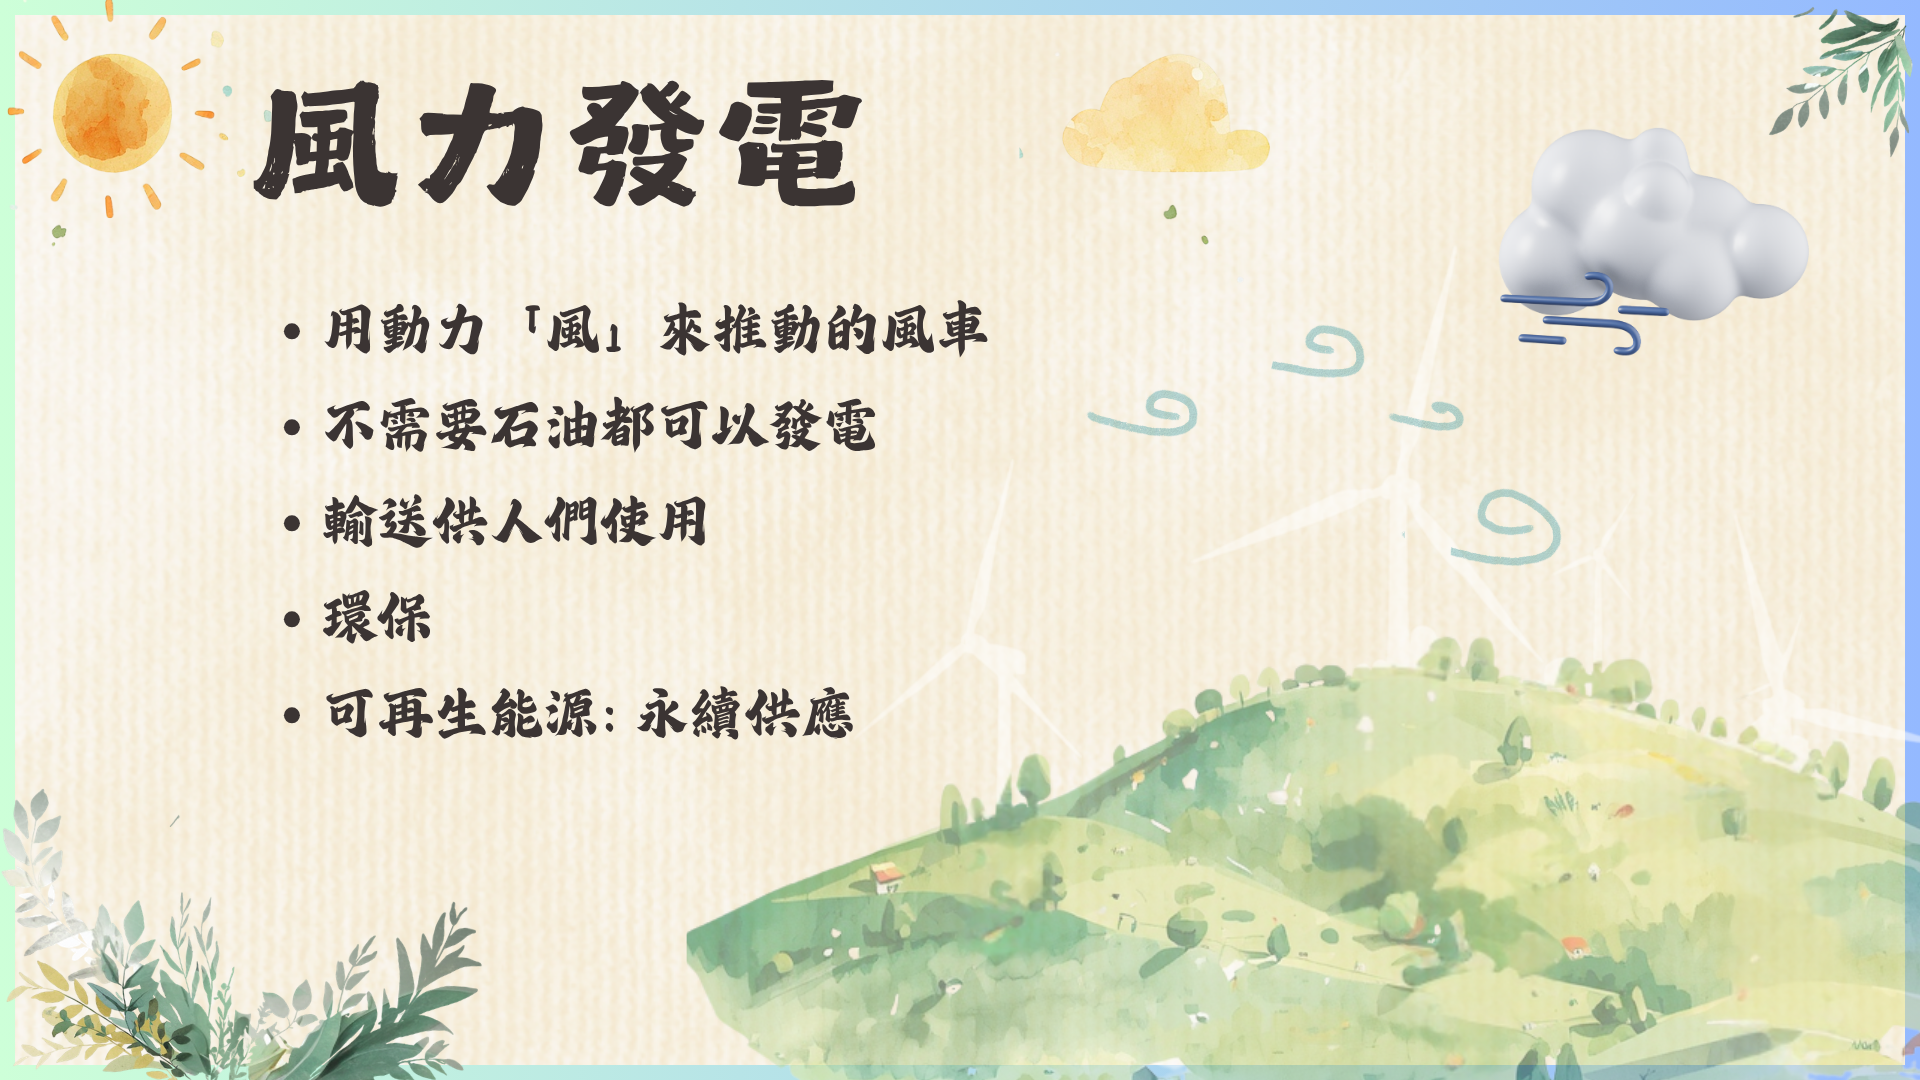 風力發電
• 用動力「風」來推動的風車
• 不需要石油都可以發電
• 輸送供人們使用
• 環保
• 可再生能源: 永續供應